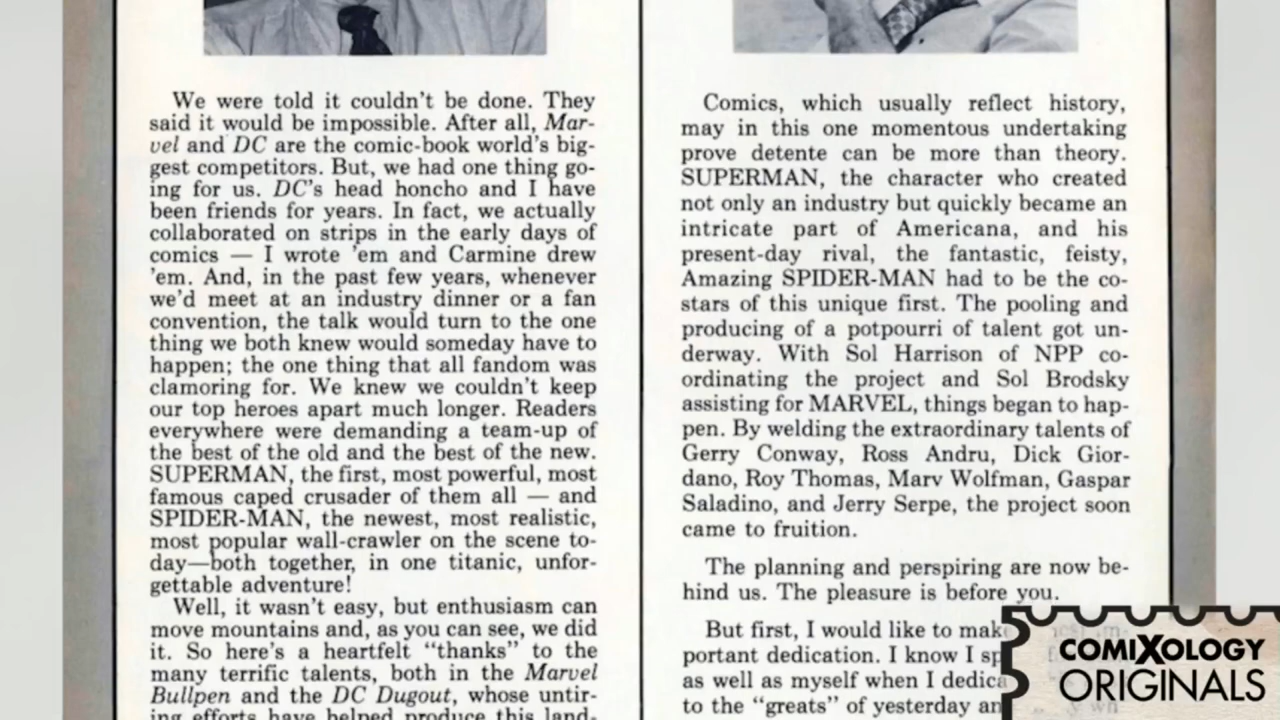 We were told it couldn't be done. They
said it would be impossible. After all, Mar-
vel and DC are the comic-book world's big-
gest competitors. But, we had one thing go-
ing for us. DC's head honcho and I have
been friends for years. In fact, we actually
collaborated on strips in the early days of
comics — I wrote 'em and Carmine drew
'em. And, in the past few years, whenever
we'd meet at an industry dinner or a fan
convention, the talk would turn to the one
thing we both knew would someday have to
happen; the one thing that all fandom was
clamoring for. We knew we couldn't keep
our top heroes apart much longer. Readers
everywhere were demanding a team-up of
the best of the old and the best of the new.
SUPERMAN, the first, most powerful, most
famous caped crusader of them all — and
SPIDER-MAN, the newest, most realistic,
most popular wall-crawler on the scene to-
day—both together, in one titanic, unfor-
gettable adventure!
Well, it wasn't easy, but enthusiasm can
move mountains and, as you can see, we did
it. So here's a heartfelt "thanks" to the
many terrific talents, both in the Marvel
Bullpen and the DC Dugout, whose untir-
ing efforts have helped produce this land-
Comics, which usually reflect history,
may in this one momentous undertaking
prove detente can be more than theory.
SUPERMAN, the character who created
not only an industry but quickly became an
intricate part of Americana, and his
present-day rival, the fantastic, feisty,
Amazing SPIDER-MAN had to be the co-
stars of this unique first. The pooling and
producing of a potpourri of talent got un-
derway. With Sol Harrison of NPP co-
ordinating the project and Sol Brodsky
assisting for MARVEL, things began to hap-
pen. By welding the extraordinary talents of
Gerry Conway, Ross Andru, Dick Gior-
dano, Roy Thomas, Marv Wolfman, Gaspar
Saladino, and Jerry Serpe, the project soon
came to fruition.
The planning and perspiring are now be-
hind us. The pleasure is before you.
But first, I would like to make
portant dedication. I know I
as well as myself when I
to the "greats" of yesterday
COMIXOLOGY
ORIGINALS